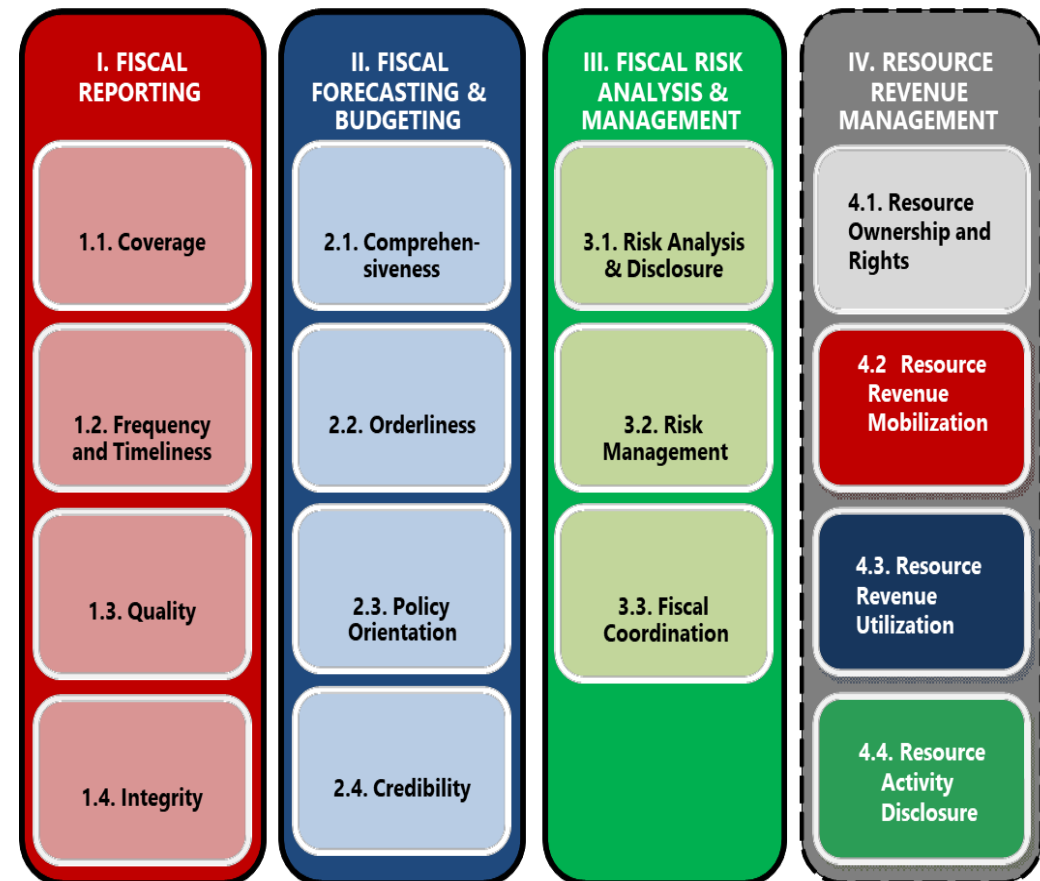 I. FISCAL
REPORTING
1.1. Coverage
1.2. Frequency
and Timeliness
1.3. Quality
1.4. Integrity
II. FISCAL
FORECASTING &
BUDGETING
2.1. Comprehen-
siveness
2.2. Orderliness
2.3. Policy
Orientation
2.4. Credibility
III. FISCAL RISK
ANALYSIS &
MANAGEMENT
3.1. Risk Analysis
& Disclosure
3.2. Risk
Management
3.3. Fiscal
Coordination
IV. RESOURCE
REVENUE
MANAGEMENT
4.1. Resource
Ownership and
Rights
4.2 Resource
Revenue
Mobilization
4.3. Resource
Revenue
Utilization
4.4. Resource
Activity
Disclosure